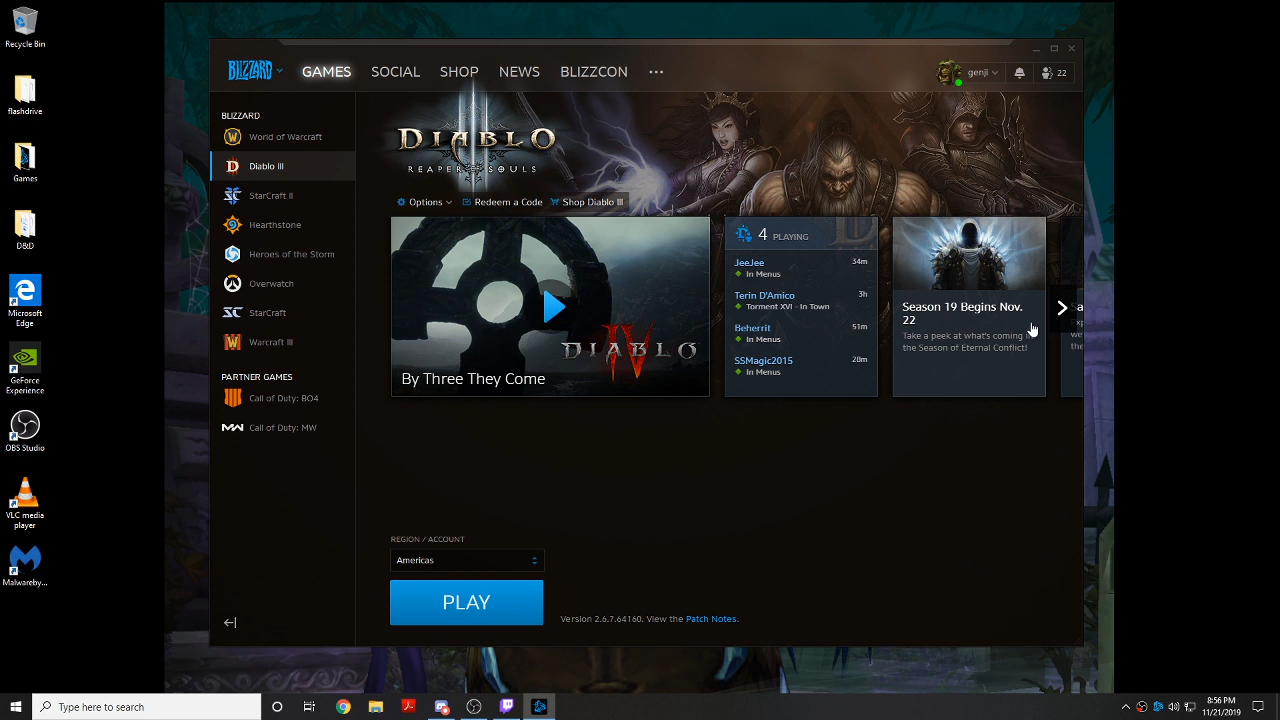 Recycle Bin
flashdrive
Games
D&D
Microsoft
Edge
GeForce
Experience
OBS Studio
VLC media
player
Malwareby...
BLIZZARD
GAMES
SOCIAL
SHOP
NEWS
BLIZZCON
genji
22
BLIZZARD
World of Warcraft
Diablo III
StarCraft II
Hearthstone
Heroes of the Storm
Overwatch
StarCraft
Warcraft III
PARTNER GAMES
Call of Duty: BO4
Call of Duty: MW
DIABLO
REAPER OF SOULS
Options
Redeem a Code
Shop Diablo III
DIABLO IV
By Three They Come
4 PLAYING
JeeJee 34m
In Menus
Terin D'Amico 3h
Torment XVI - In Town
Beherrit 51m
In Menus
SSMagic2015 28m
In Menus
Season 19 Begins Nov.
22
Take a peek at what's coming
the Season of Eternal Conflict!
REGION / ACCOUNT
Americas
PLAY
Version 2.6.7.64160. View the Patch Notes.
Type here to search
8:56 PM
11/21/2019